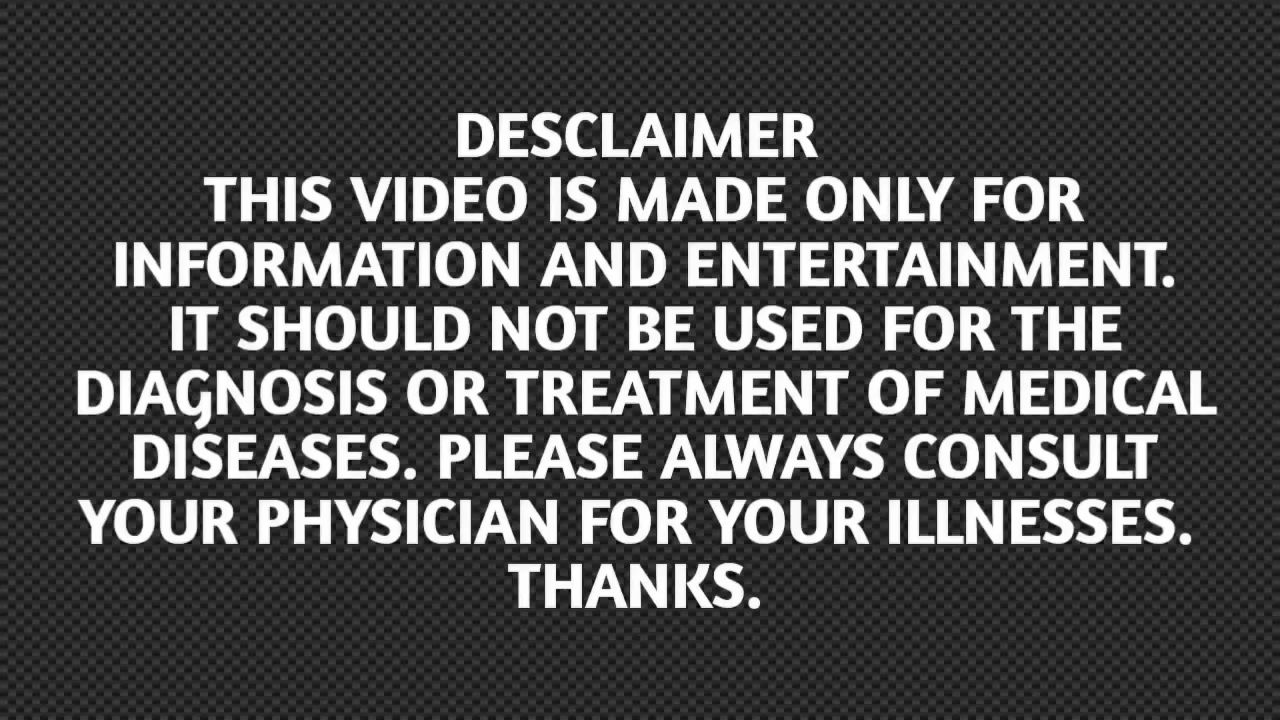 DESCLAIMER
THIS VIDEO IS MADE ONLY FOR
INFORMATION AND ENTERTAINMENT.
IT SHOULD NOT BE USED FOR THE
DIAGNOSIS OR TREATMENT OF MEDICAL
DISEASES. PLEASE ALWAYS CONSULT
YOUR PHYSICIAN FOR YOUR ILLNESSES.
THANKS.